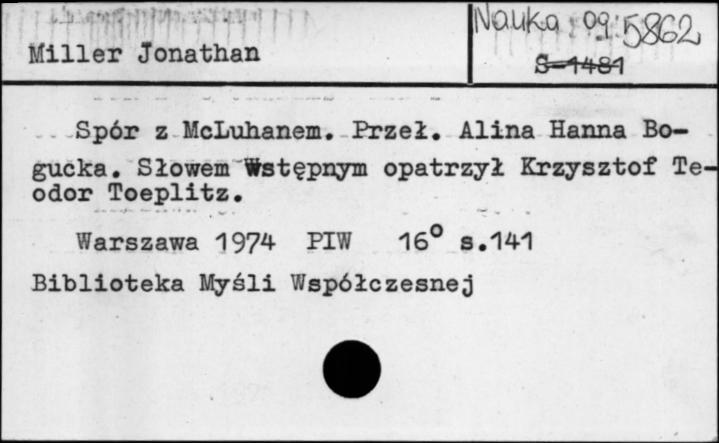 Nauka 09: 5862
Miller Jonathan
S-1481
Spór z McLuhanem. Przeł. Alina Hanna Bo-
gucka. Słowem Wstępnym opatrzył Krzysztof Te-
odor Toeplitz.
Warszawa 1974 PIW 16° s.141
Biblioteka Myśli Współczesnej